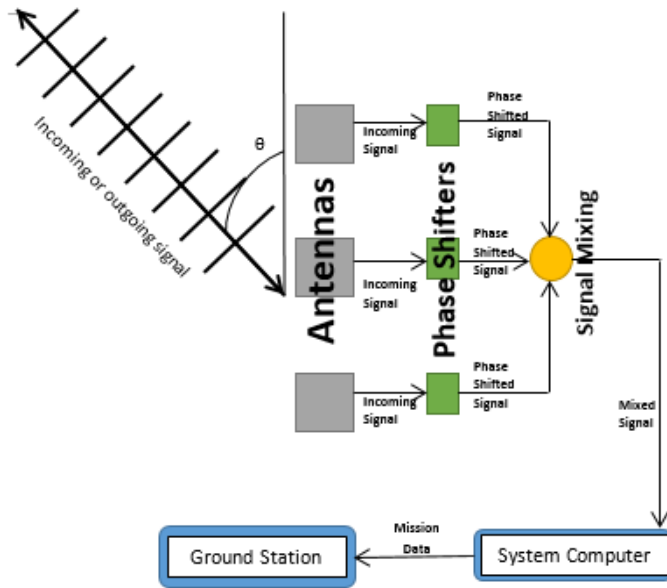 Incoming or outgoing signal
θ
Antennas
Incoming
Signal
Phase Shifters
Phase
Shifted
Signal
Incoming
Signal
Phase
Shifted
Signal
Incoming
Signal
Phase
Shifted
Signal
Signal Mixing
Mixed
Signal
Mission
Data
Ground Station
System Computer